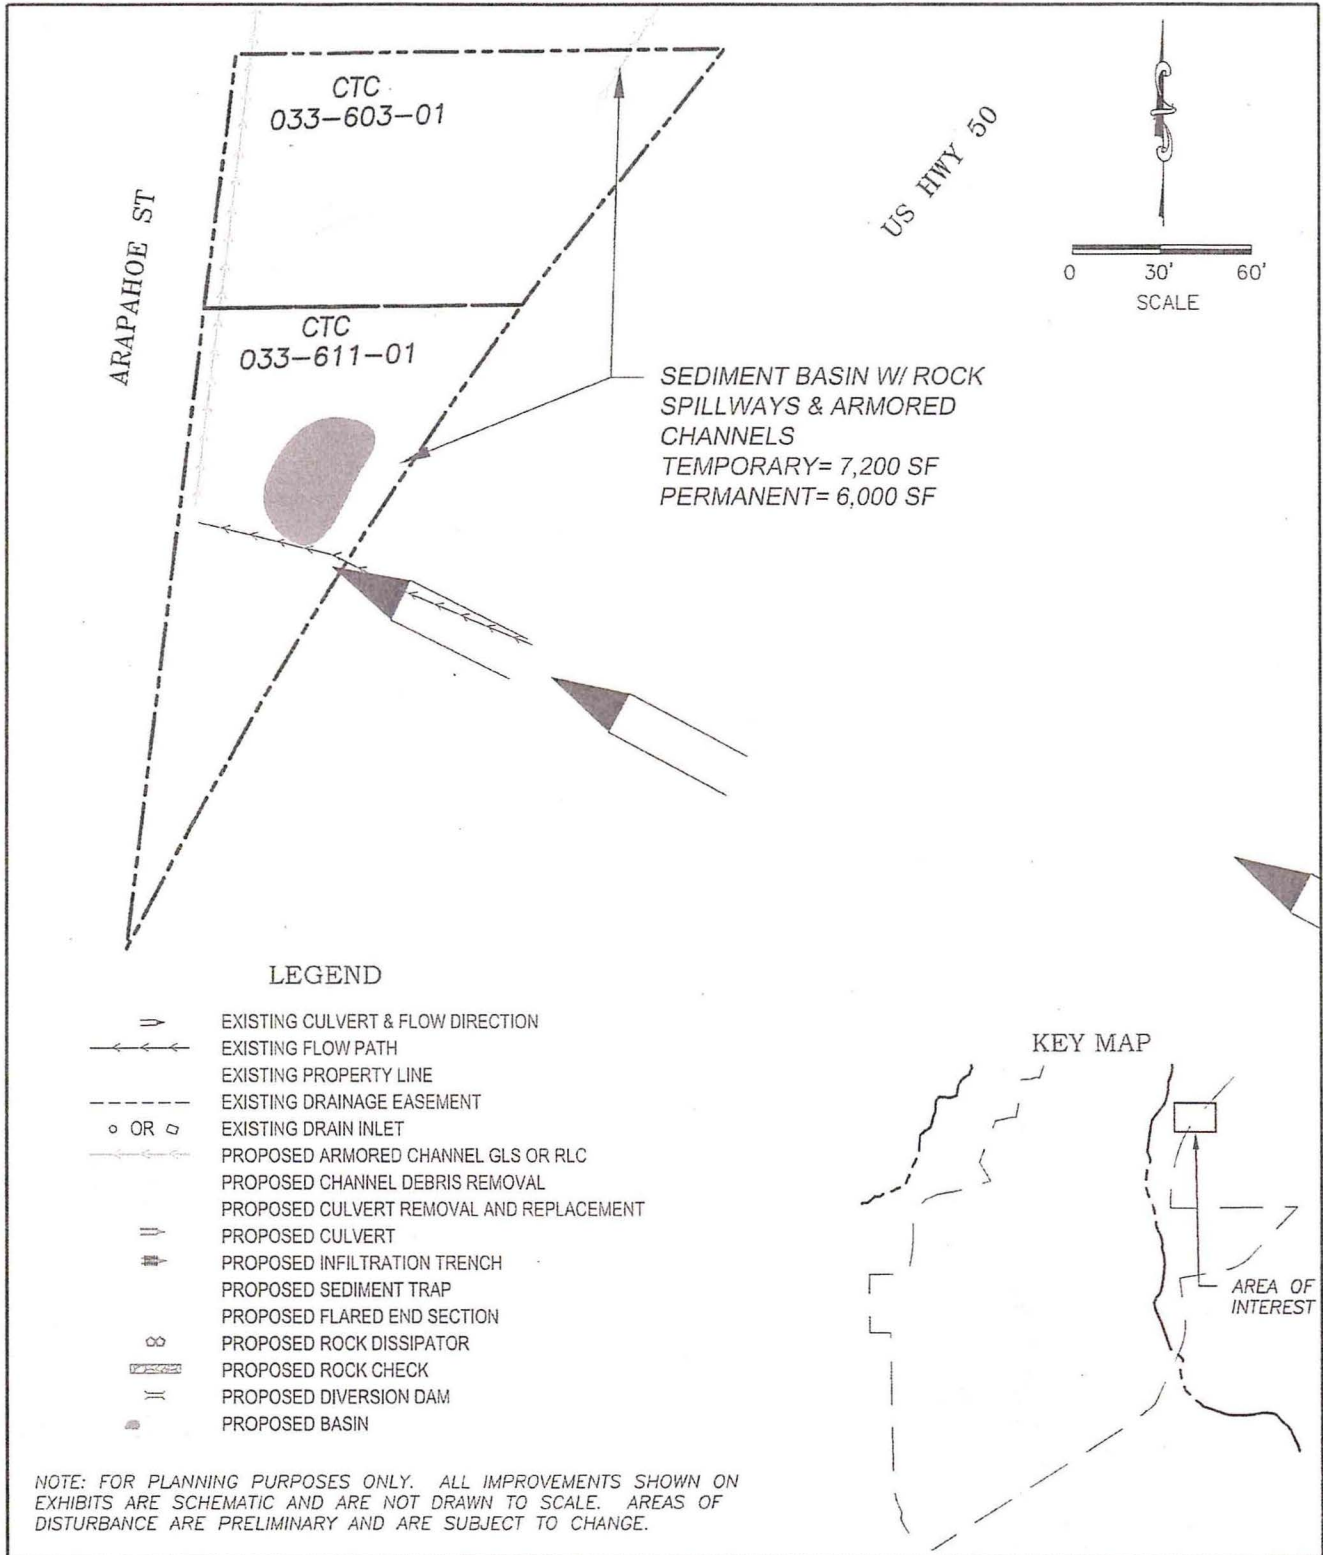 CTC
033-603-01
ARAPAHOE ST
US HWY 50
0 30' 60'
SCALE
CTC
033-611-01
SEDIMENT BASIN W/ ROCK
SPILLWAYS & ARMORED
CHANNELS
TEMPORARY= 7,200 SF
PERMANENT= 6,000 SF
LEGEND
EXISTING CULVERT & FLOW DIRECTION
EXISTING FLOW PATH
EXISTING PROPERTY LINE
EXISTING DRAINAGE EASEMENT
OR EXISTING DRAIN INLET
PROPOSED ARMORED CHANNEL GLS OR RLC
PROPOSED CHANNEL DEBRIS REMOVAL
PROPOSED CULVERT REMOVAL AND REPLACEMENT
PROPOSED CULVERT
PROPOSED INFILTRATION TRENCH
PROPOSED SEDIMENT TRAP
PROPOSED FLARED END SECTION
PROPOSED ROCK DISSIPATOR
PROPOSED ROCK CHECK
PROPOSED DIVERSION DAM
PROPOSED BASIN
KEY MAP
AREA OF
INTEREST
NOTE: FOR PLANNING PURPOSES ONLY. ALL IMPROVEMENTS SHOWN ON
EXHIBITS ARE SCHEMATIC AND ARE NOT DRAWN TO SCALE. AREAS OF
DISTURBANCE ARE PRELIMINARY AND ARE SUBJECT TO CHANGE.